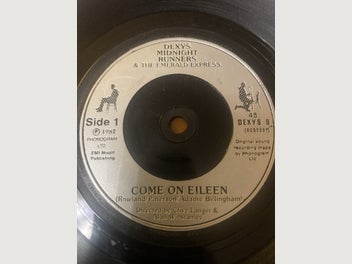 DEXYS
MIDNIGHT
RUNNERS
& THE EMERALD EXPRESS
Side 1
℗ 1982
PHONOGRAM
LTD
EMI Music
Publishing
45
DEXYS 9
Original sound
recording made
by Phonogram
Ltd
COME ON EILEEN
(Rowland Paterson Adams Billingham)
Directed by Clive Langer &
Alan Winstanley